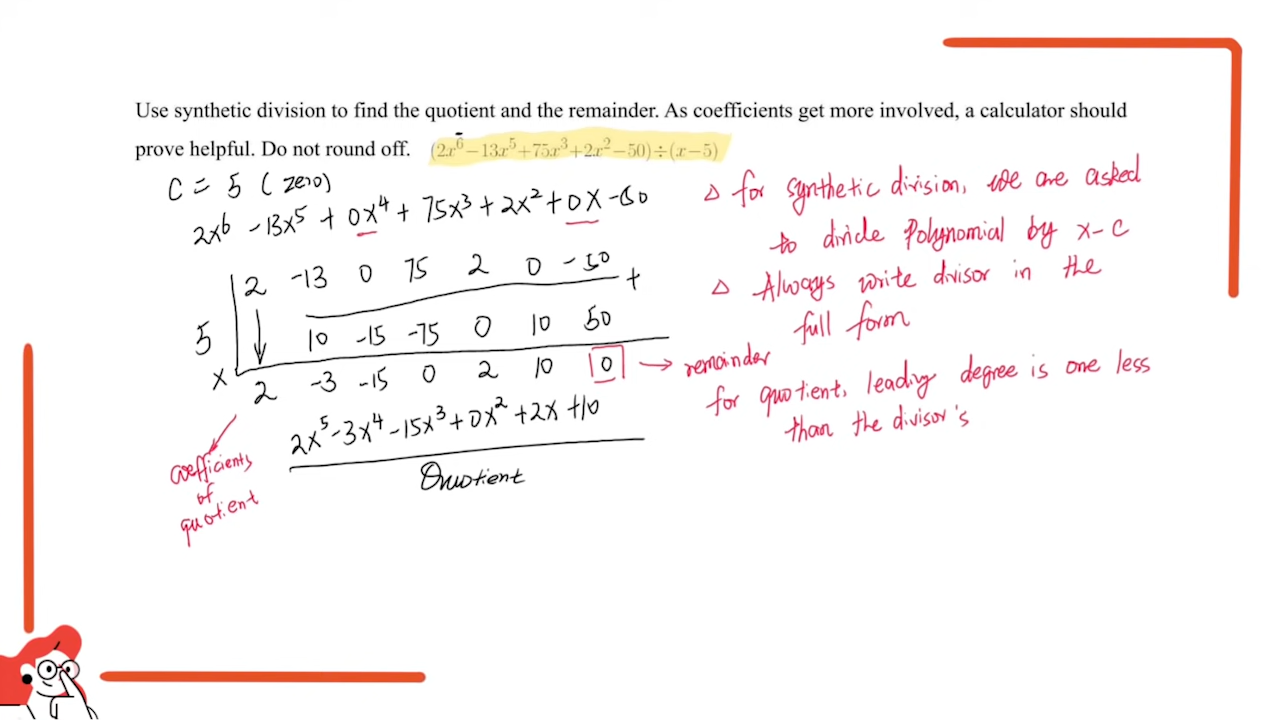 Use synthetic division to find the quotient and the remainder. As coefficients get more involved, a calculator should
prove helpful. Do not round off. (2x⁶−13x⁵+75x³+2x²−50)÷(x−5)
C = 5 (zero)
2x⁶ -13x⁵ + 0x⁴ + 75x³ + 2x² + 0x -50
2 -13 0 75 2 0 -50 +
5 10 -15 -75 0 10 50
x 2 -3 -15 0 2 10 0 → remainder
2x⁵ -3x⁴ -15x³ + 0x² + 2x + 10
Quotient
coefficients
of
quotient
△ for synthetic division, we are asked
to divide polynomial by x-c
△ Always write divisor in the
full form
for quotient, leading degree is one less
than the divisor's